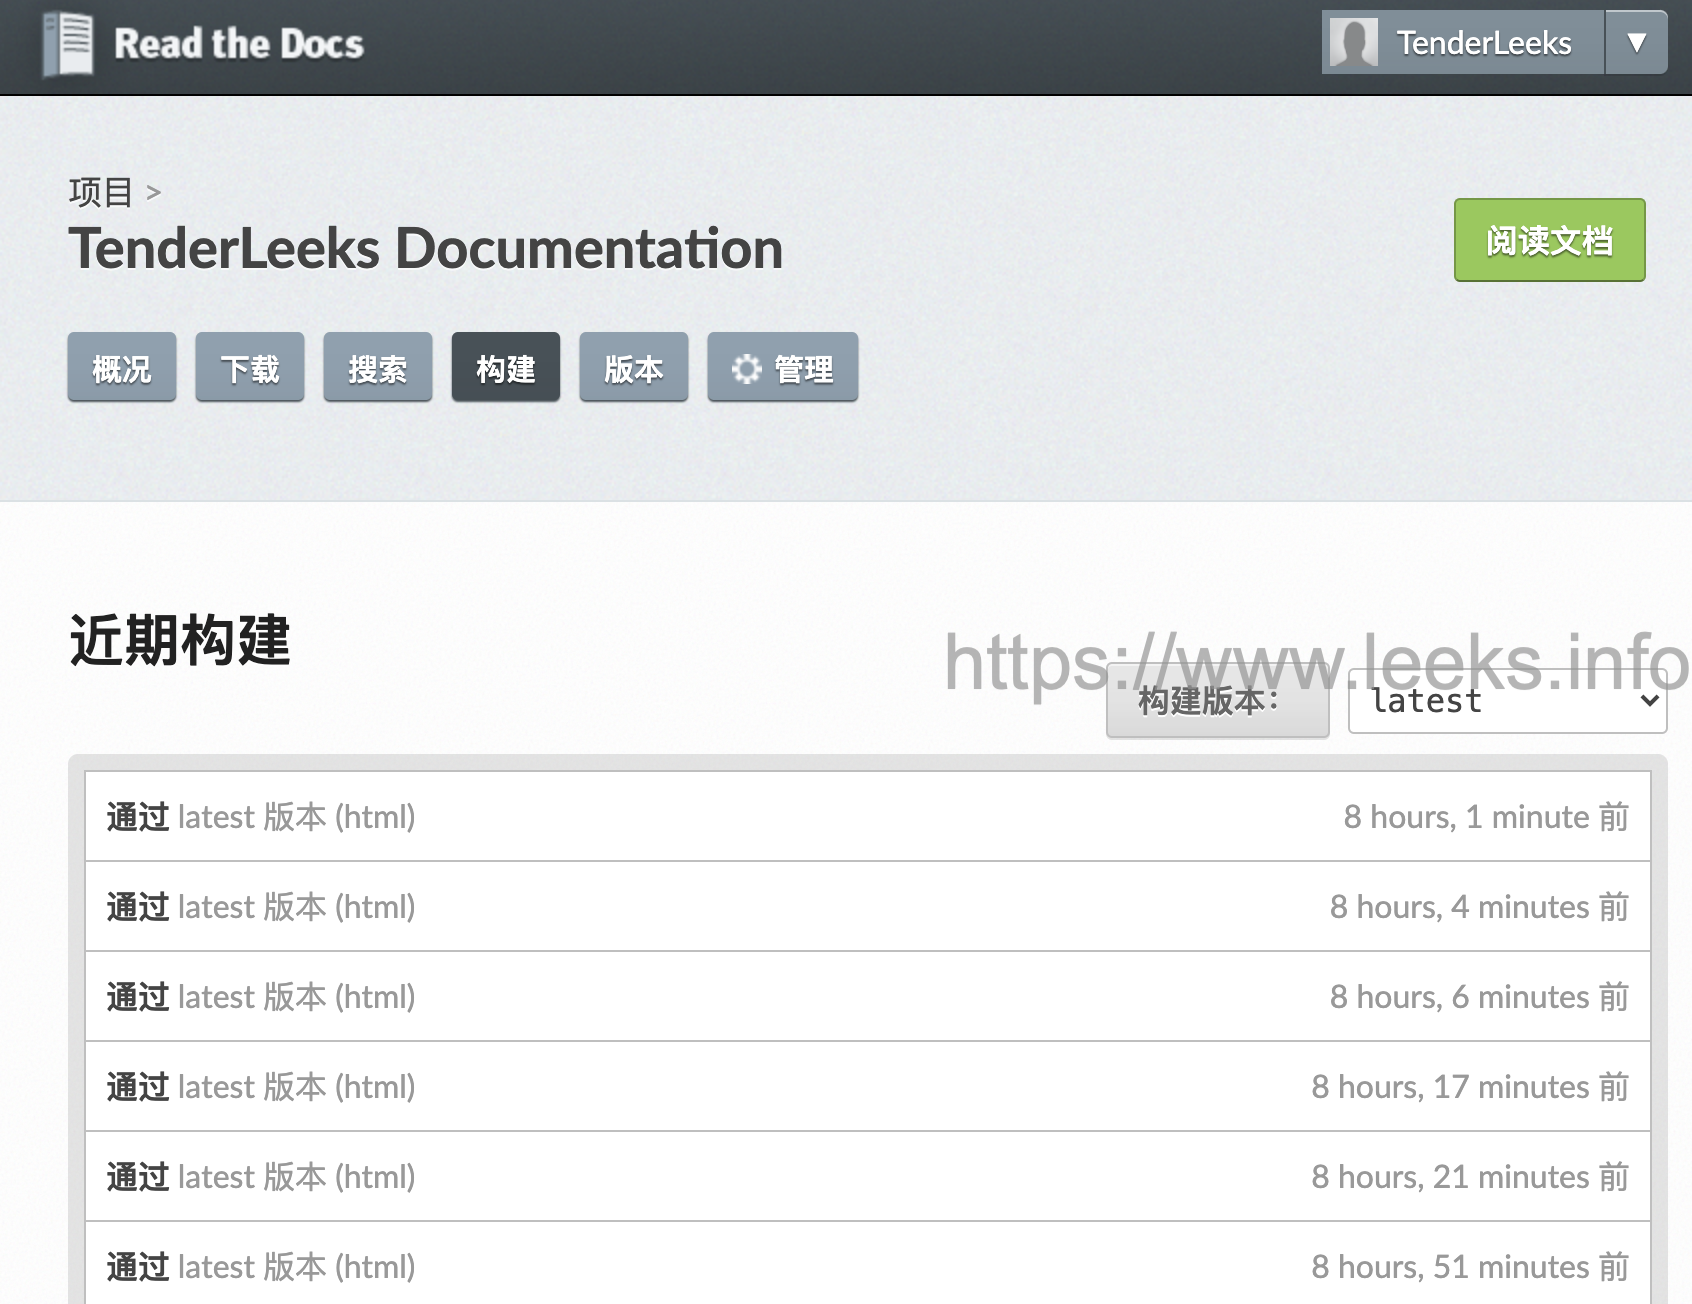 Read the Docs
TenderLeeks ▼
项目 >
TenderLeeks Documentation
阅读文档
概况 下载 搜索 构建 版本 管理
近期构建
https://www.leeks.info
构建版本： latest
通过 latest 版本 (html) 8 hours, 1 minute 前
通过 latest 版本 (html) 8 hours, 4 minutes 前
通过 latest 版本 (html) 8 hours, 6 minutes 前
通过 latest 版本 (html) 8 hours, 17 minutes 前
通过 latest 版本 (html) 8 hours, 21 minutes 前
通过 latest 版本 (html) 8 hours, 51 minutes 前